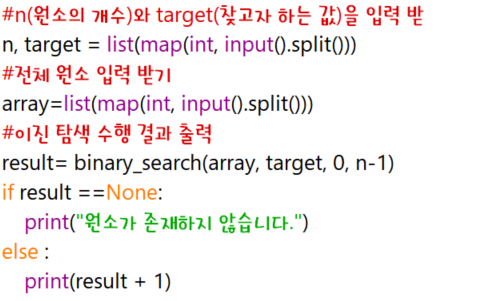 #n(원소의 개수)와 target(찾고자 하는 값)을 입력 받
n, target = list(map(int, input().split()))
#전체 원소 입력 받기
array=list(map(int, input().split()))
#이진 탐색 수행 결과 출력
result= binary_search(array, target, 0, n-1)
if result ==None:
    print("원소가 존재하지 않습니다.")
else :
    print(result + 1)